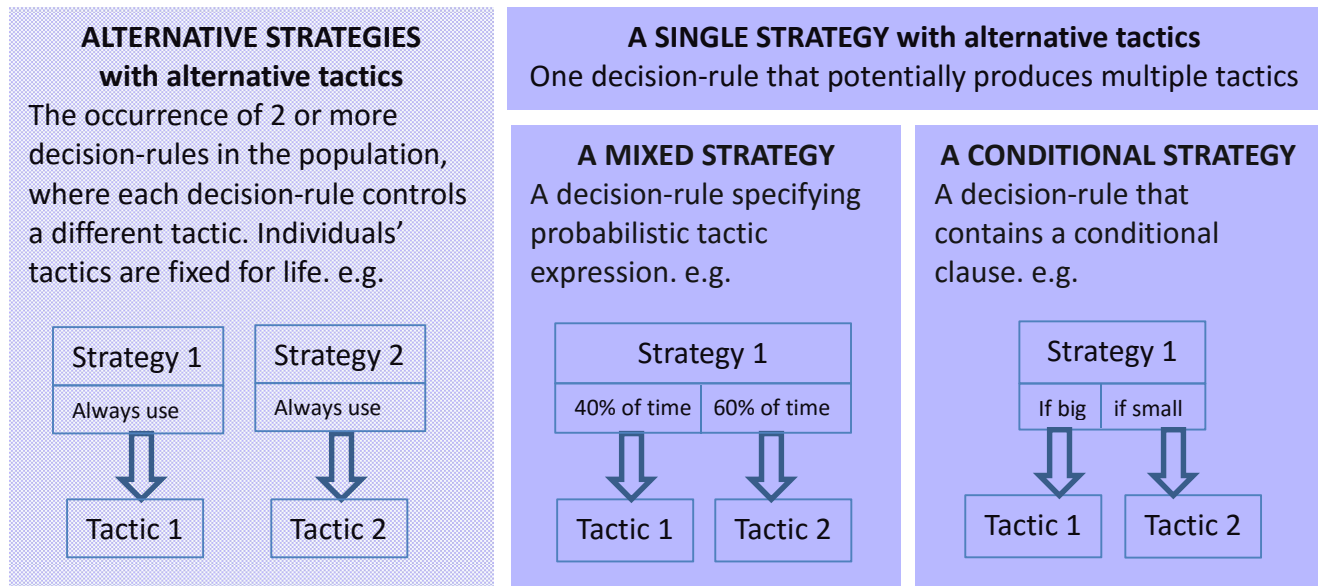 ALTERNATIVE STRATEGIES
with alternative tactics
The occurrence of 2 or more
decision-rules in the population,
where each decision-rule controls
a different tactic. Individuals’
tactics are fixed for life. e.g.
Strategy 1
Always use
Tactic 1
Strategy 2
Always use
Tactic 2
A SINGLE STRATEGY with alternative tactics
One decision-rule that potentially produces multiple tactics
A MIXED STRATEGY
A decision-rule specifying
probabilistic tactic
expression. e.g.
Strategy 1
40% of time
60% of time
Tactic 1
Tactic 2
A CONDITIONAL STRATEGY
A decision-rule that
contains a conditional
clause. e.g.
Strategy 1
If big
if small
Tactic 1
Tactic 2